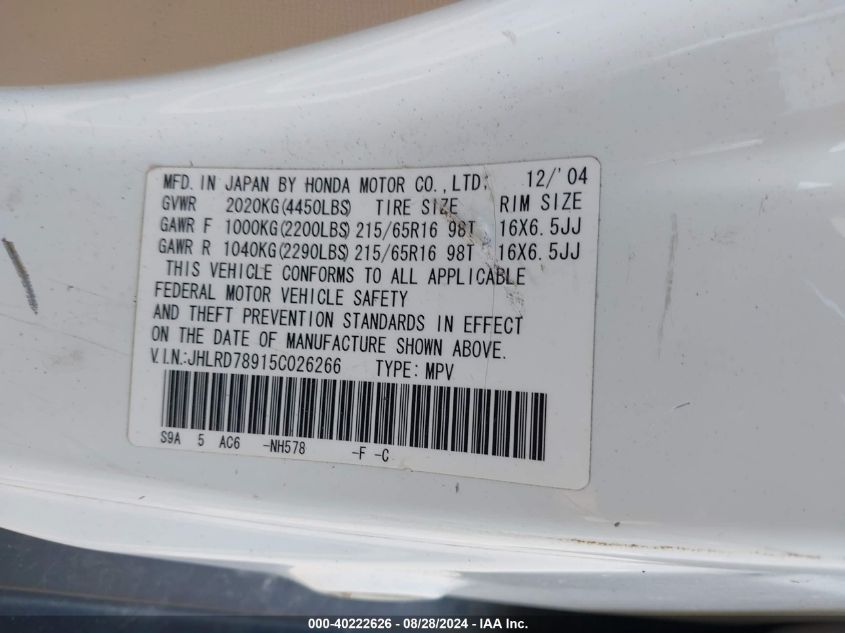 MFD. IN JAPAN BY HONDA MOTOR CO.,LTD. 12/'04
GVWR 2020KG(4450LBS) TIRE SIZE RIM SIZE
GAWR F 1000KG(2200LBS) 215/65R16 98T 16X6.5JJ
GAWR R 1040KG(2290LBS) 215/65R16 98T 16X6.5JJ
THIS VEHICLE CONFORMS TO ALL APPLICABLE
FEDERAL MOTOR VEHICLE SAFETY
AND THEFT PREVENTION STANDARDS IN EFFECT
ON THE DATE OF MANUFACTURE SHOWN ABOVE.
V.I.N.:JHLRD78915C026266 TYPE: MPV
S9A 5 AC6 -NH578 -F -C
000-40222626 - 08/28/2024 - IAA Inc.